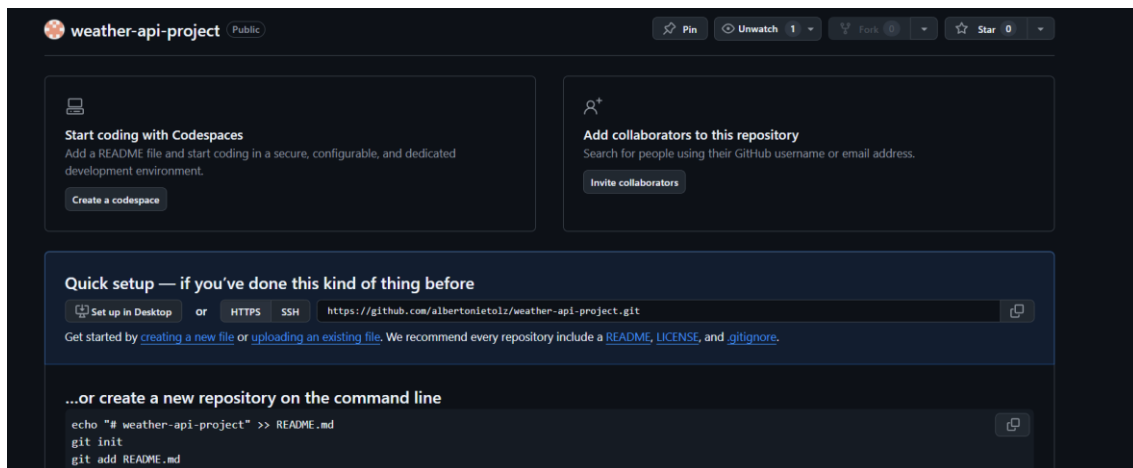 weather-api-project Public
Pin
Unwatch 1
Fork 0
Star 0
Start coding with Codespaces
Add a README file and start coding in a secure, configurable, and dedicated
development environment.
Create a codespace
Add collaborators to this repository
Search for people using their GitHub username or email address.
Invite collaborators
Quick setup — if you've done this kind of thing before
Set up in Desktop or HTTPS SSH https://github.com/albertonietolz/weather-api-project.git
Get started by creating a new file or uploading an existing file. We recommend every repository include a README, LICENSE, and .gitignore.
...or create a new repository on the command line
echo "# weather-api-project" >> README.md
git init
git add README.md